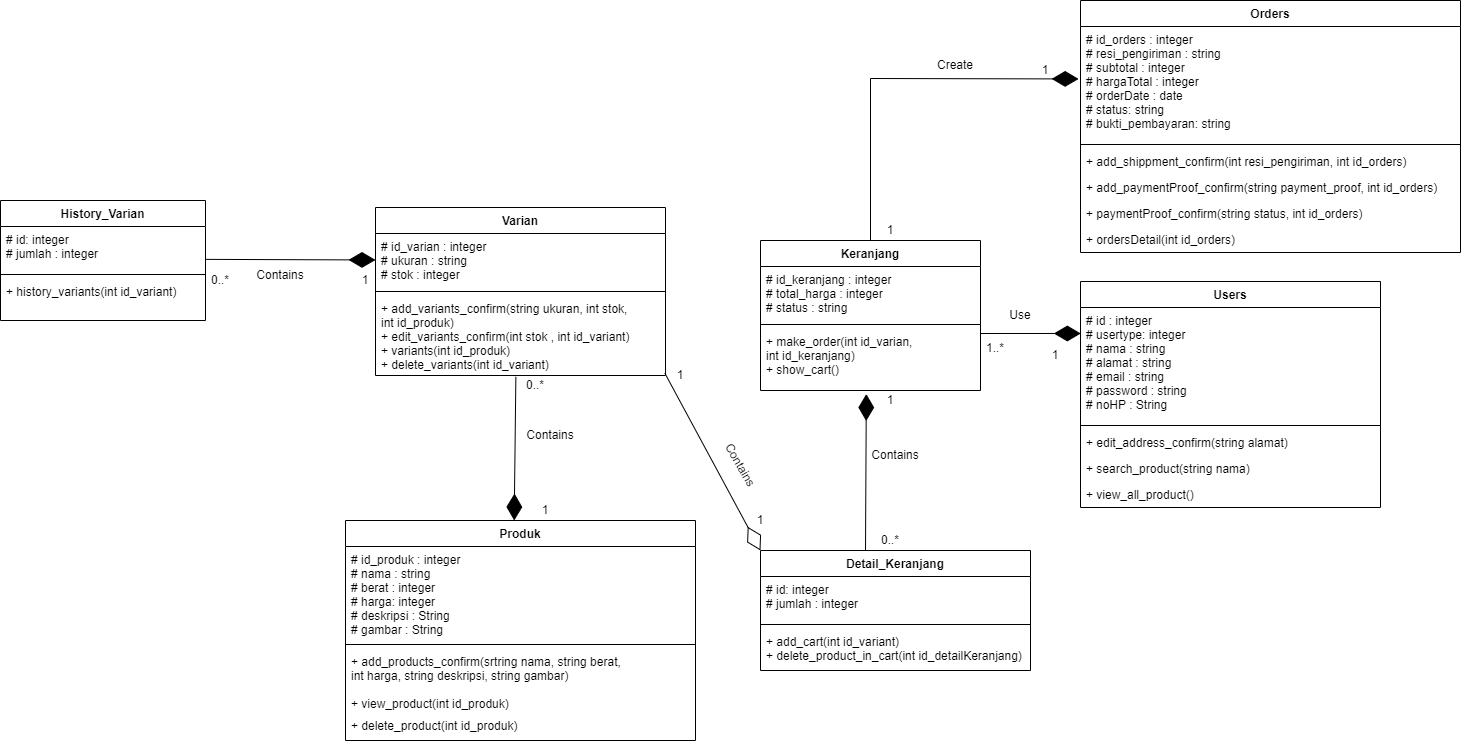 Orders
# id_orders : integer
# resi_pengiriman : string
# subtotal : integer
# hargaTotal : integer
# orderDate : date
# status: string
# bukti_pembayaran: string
+ add_shippment_confirm(int resi_pengiriman, int id_orders)
+ add_paymentProof_confirm(string payment_proof, int id_orders)
+ paymentProof_confirm(string status, int id_orders)
+ ordersDetail(int id_orders)
Create
1
1
History_Varian
# id: integer
# jumlah : integer
+ history_variants(int id_variant)
0..*
Contains
1
Varian
# id_varian : integer
# ukuran : string
# stok : integer
+ add_variants_confirm(string ukuran, int stok,
int id_produk)
+ edit_variants_confirm(int stok , int id_variant)
+ variants(int id_produk)
+ delete_variants(int id_variant)
Keranjang
# id_keranjang : integer
# total_harga : integer
# status : string
+ make_order(int id_varian,
int id_keranjang)
+ show_cart()
Use
1..*
1
Users
# id : integer
# usertype: integer
# nama : string
# alamat : string
# email : string
# password : string
# noHP : String
+ edit_address_confirm(string alamat)
+ search_product(string nama)
+ view_all_product()
0..*
Contains
1
1
Contains
1
1
Contains
0..*
Produk
# id_produk : integer
# nama : string
# berat : integer
# harga: integer
# deskripsi : String
# gambar : String
+ add_products_confirm(srtring nama, string berat,
int harga, string deskripsi, string gambar)
+ view_product(int id_produk)
+ delete_product(int id_produk)
Detail_Keranjang
# id: integer
# jumlah : integer
+ add_cart(int id_variant)
+ delete_product_in_cart(int id_detailKeranjang)